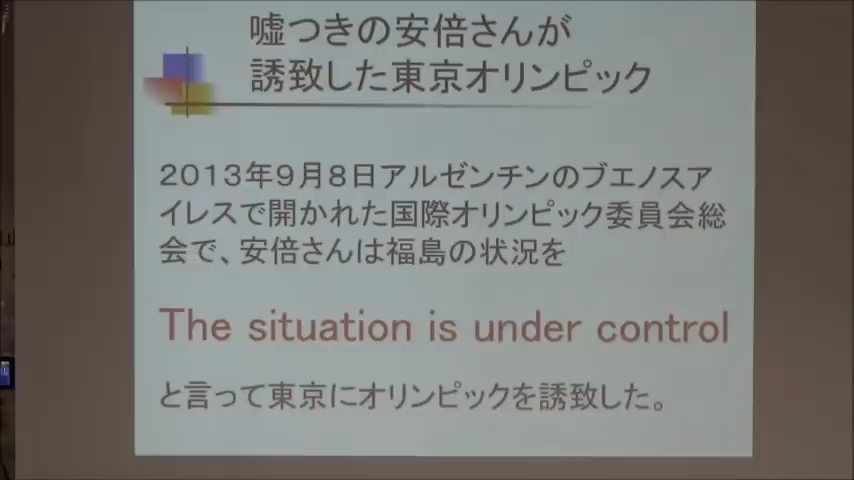 嘘つきの安倍さんが
誘致した東京オリンピック
２０１３年９月８日アルゼンチンのブエノスア
イレスで開かれた国際オリンピック委員会総
会で、安倍さんは福島の状況を
The situation is under control
と言って東京にオリンピックを誘致した。